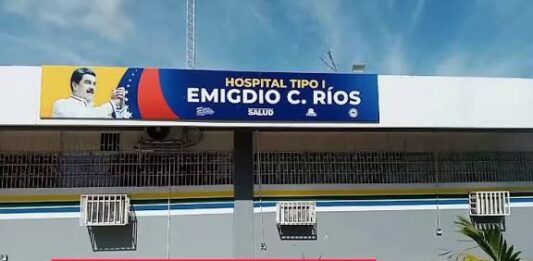 HOSPITAL TIPO I
EMIGDIO C. RÍOS
SALUD